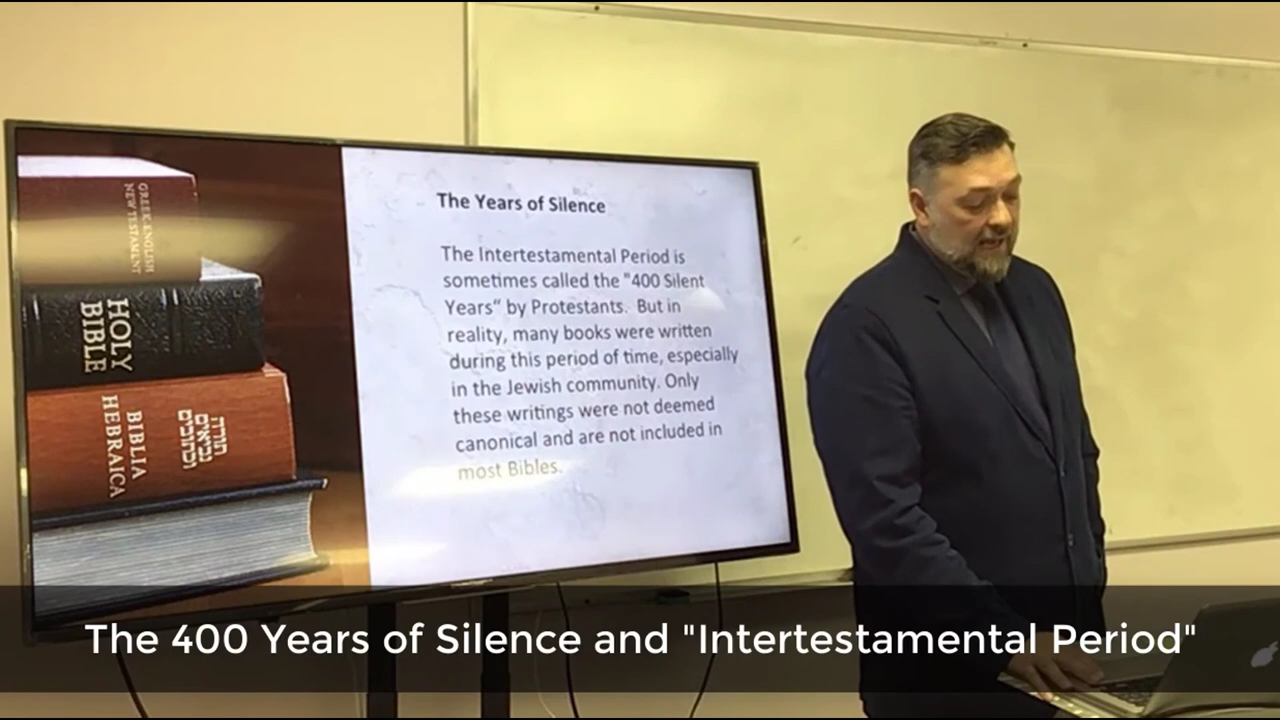 GREEK-ENGLISH
NEW TESTAMENT
HOLY
BIBLE
BIBLIA
HEBRAICA
תורה
נביאים
וכתובים
The Years of Silence
The Intertestamental Period is
sometimes called the "400 Silent
Years" by Protestants.  But in
reality, many books were written
during this period of time, especially
in the Jewish community. Only
these writings were not deemed
canonical and are not included in
most Bibles.
The 400 Years of Silence and "Intertestamental Period"